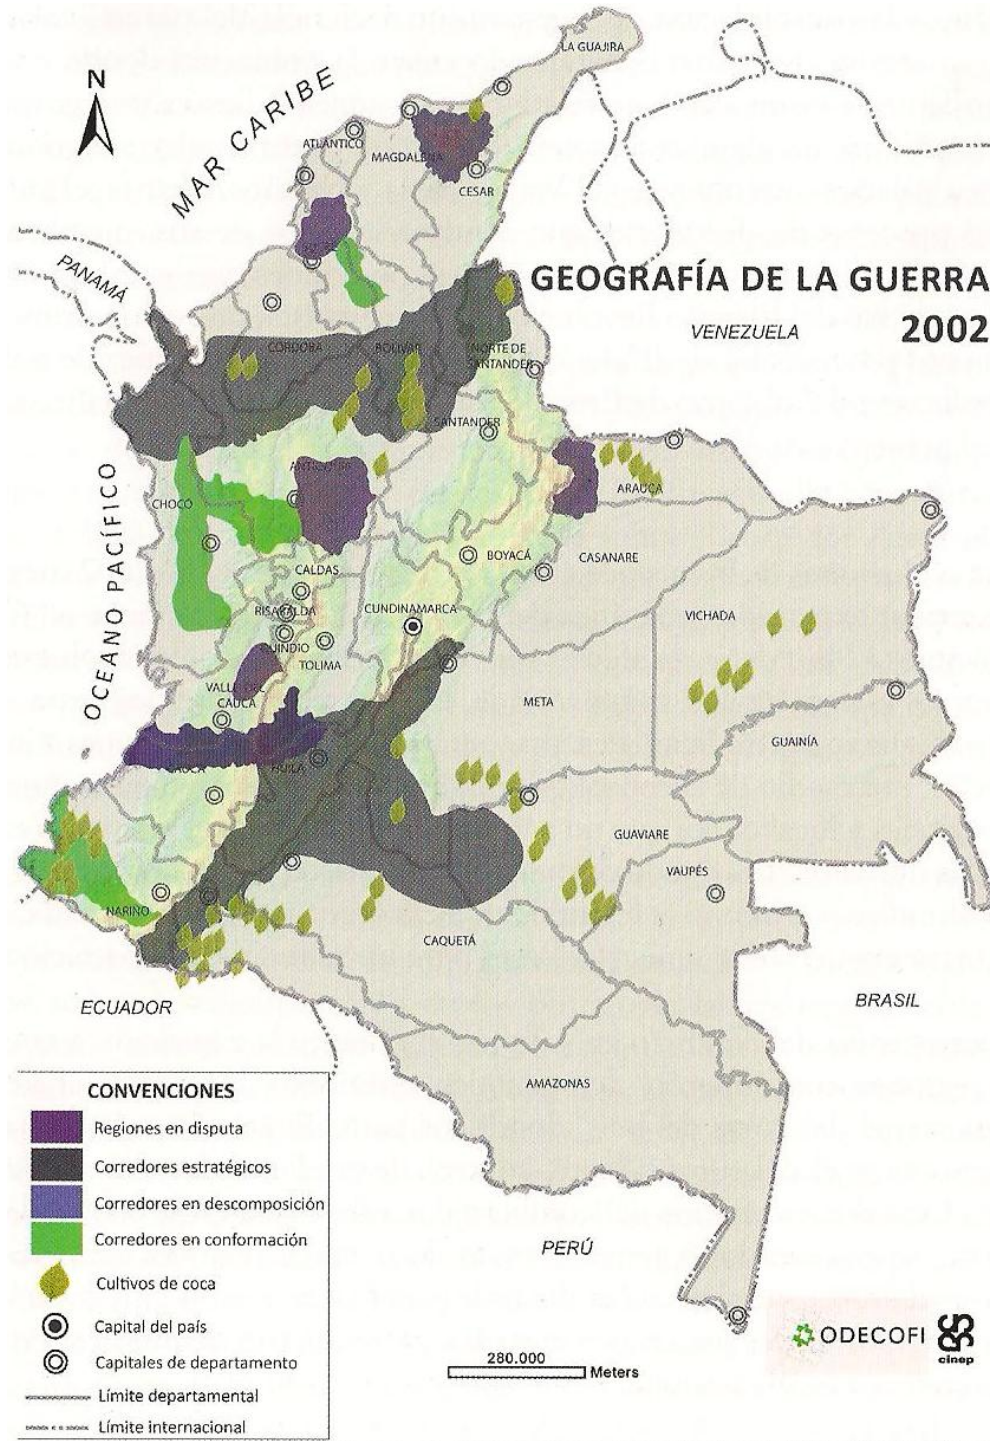 LA GUAJIRA
N
MAR CARIBE
ATLÁNTICO
MAGDALENA
CESAR
PANAMÁ
GEOGRAFÍA DE LA GUERRA
2002
VENEZUELA
CÓRDOBA
BOLÍVAR
NORTE DE
SANTANDER
SANTANDER
ANTIOQUIA
ARAUCA
CHOCÓ
OCEANO PACÍFICO
BOYACÁ
CASANARE
CALDAS
RISARALDA
CUNDINAMARCA
VICHADA
QUINDIO
TOLIMA
VALLE DEL
CAUCA
META
GUAINÍA
CAUCA
HUILA
GUAVIARE
VAUPÉS
NARIÑO
CAQUETÁ
ECUADOR
BRASIL
AMAZONAS
PERÚ
CONVENCIONES
Regiones en disputa
Corredores estratégicos
Corredores en descomposición
Corredores en conformación
Cultivos de coca
Capital del país
Capitales de departamento
Límite departamental
Límite internacional
280.000
Meters
ODECOFI
cinep